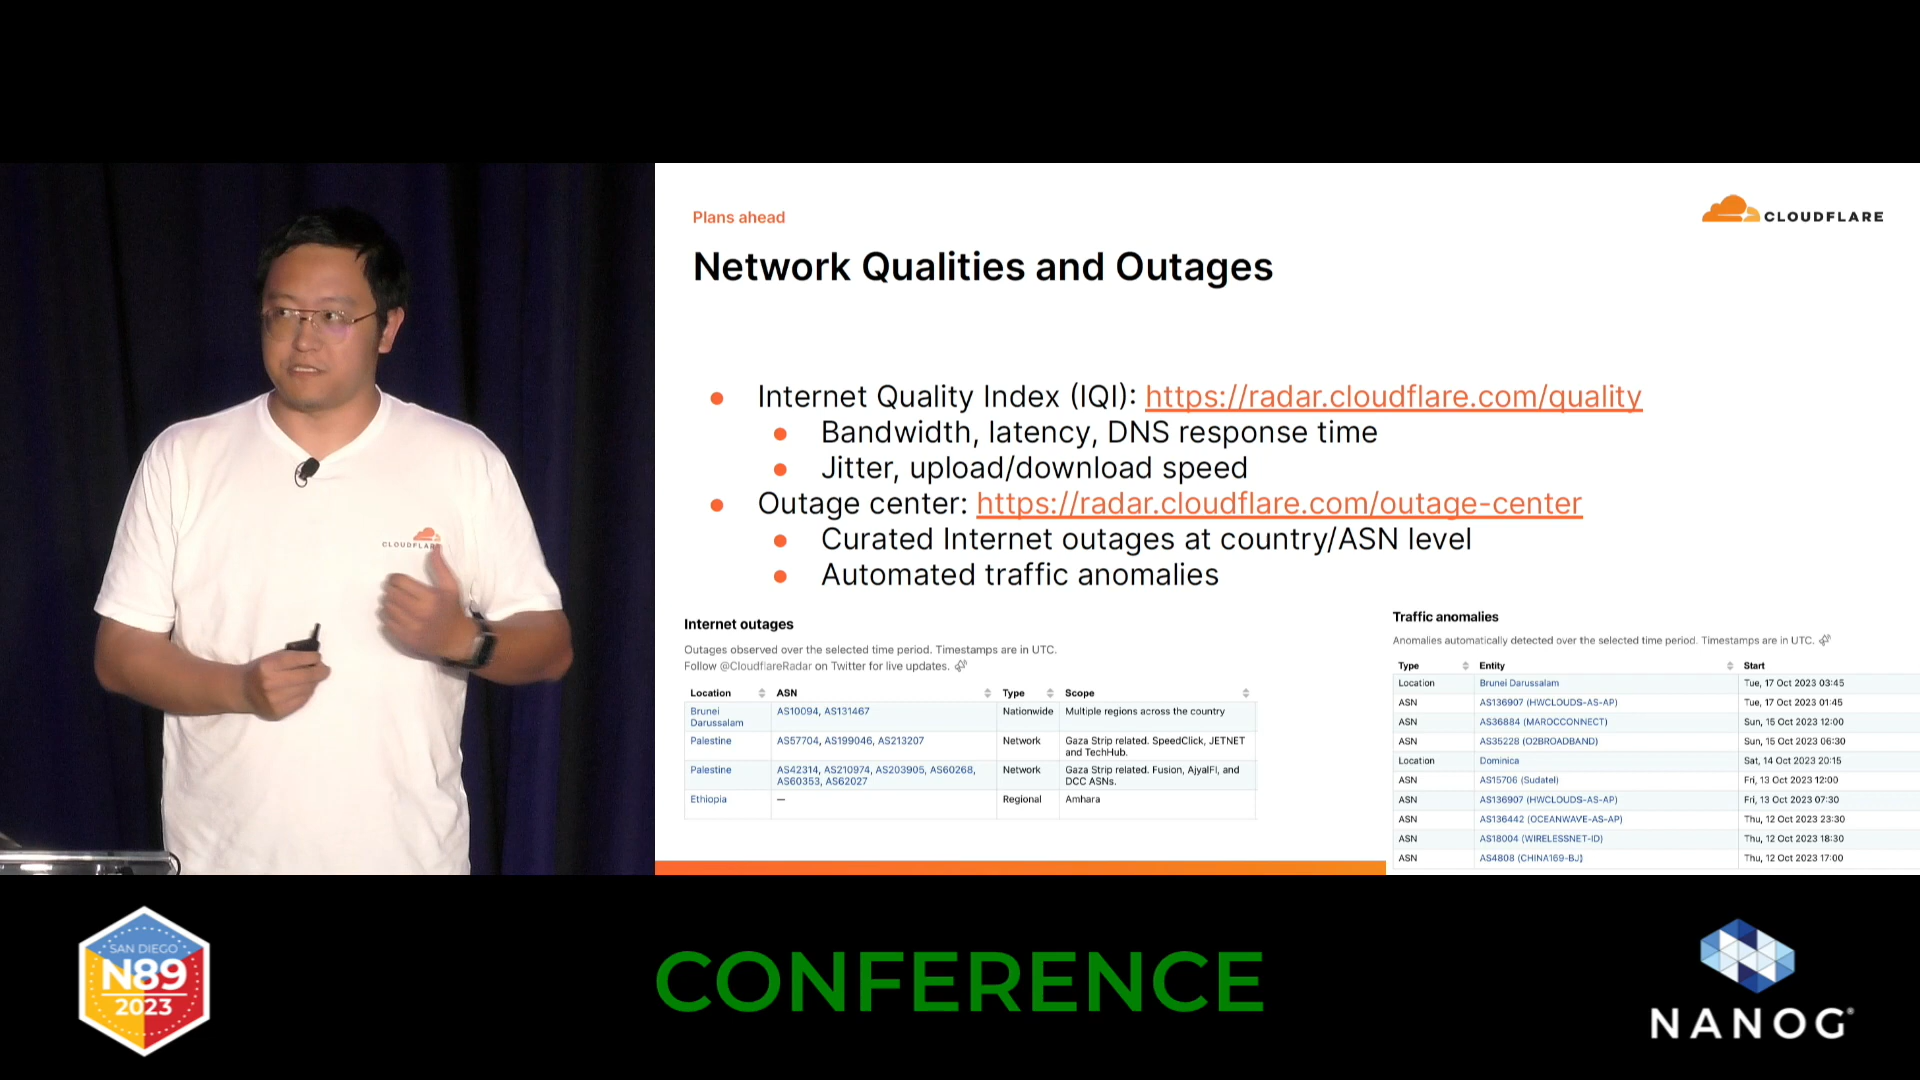 Plans ahead
CLOUDFLARE
Network Qualities and Outages
Internet Quality Index (IQI): https://radar.cloudflare.com/quality
Bandwidth, latency, DNS response time
Jitter, upload/download speed
Outage center: https://radar.cloudflare.com/outage-center
Curated Internet outages at country/ASN level
Automated traffic anomalies
CLOUDFLARE
Internet outages
Outages observed over the selected time period. Timestamps are in UTC.
Follow @CloudflareRadar on Twitter for live updates.
Location ASN Type Scope
Brunei Darussalam AS10094, AS131467 Nationwide Multiple regions across the country
Palestine AS57704, AS199046, AS213207 Network Gaza Strip related. SpeedClick, JETNET and TechHub.
Palestine AS42314, AS210974, AS203905, AS60268, AS60353, AS62027 Network Gaza Strip related. Fusion, AjyalFI, and DCC ASNs.
Ethiopia — Regional Amhara
Traffic anomalies
Anomalies automatically detected over the selected time period. Timestamps are in UTC.
Type Entity Start
Location Brunei Darussalam Tue, 17 Oct 2023 03:45
ASN AS136907 (HWCLOUDS-AS-AP) Tue, 17 Oct 2023 01:45
ASN AS36884 (MAROCCONNECT) Sun, 15 Oct 2023 12:00
ASN AS35228 (O2BROADBAND) Sun, 15 Oct 2023 06:30
Location Dominica Sat, 14 Oct 2023 20:15
ASN AS15706 (Sudatel) Fri, 13 Oct 2023 12:00
ASN AS136907 (HWCLOUDS-AS-AP) Fri, 13 Oct 2023 07:30
ASN AS136442 (OCEANWAVE-AS-AP) Thu, 12 Oct 2023 23:30
ASN AS18004 (WIRELESSNET-ID) Thu, 12 Oct 2023 18:30
ASN AS4808 (CHINA169-BJ) Thu, 12 Oct 2023 17:00
SAN DIEGO
N89
2023
CONFERENCE
NANOG®